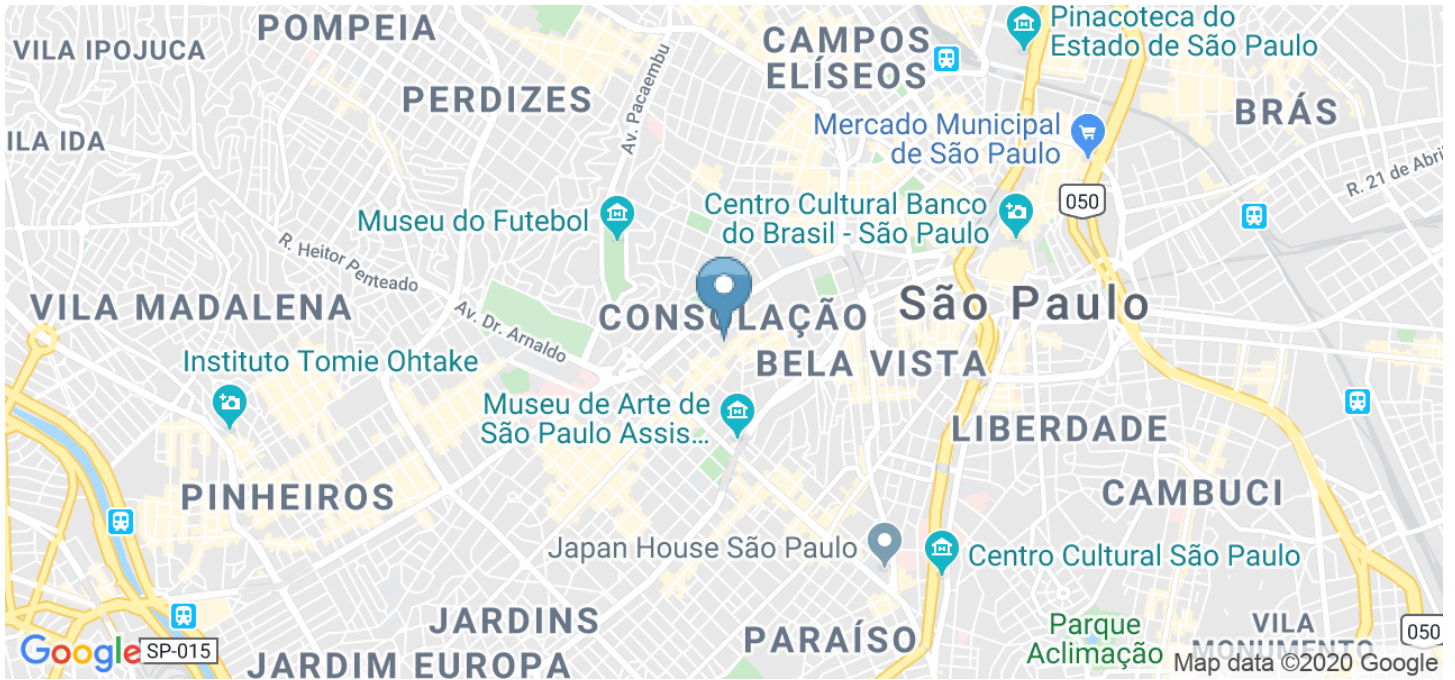 POMPEIA
VILA IPOJUCA
PERDIZES
ILA IDA
Av. Pacaembu
CAMPOS
ELÍSEOS
Pinacoteca do
Estado de São Paulo
BRÁS
Mercado Municipal
de São Paulo
R. 21 de Abril
050
Centro Cultural Banco
do Brasil - São Paulo
Museu do Futebol
R. Heitor Penteado
VILA MADALENA
Av. Dr. Arnaldo
CONSOLAÇÃO
São Paulo
BELA VISTA
Instituto Tomie Ohtake
Museu de Arte de
São Paulo Assis...
LIBERDADE
PINHEIROS
CAMBUCI
Japan House São Paulo
Centro Cultural São Paulo
JARDINS
PARAÍSO
Parque
Aclimação
VILA
MONUMENTO
050
Google
SP-015
JARDIM EUROPA
Map data ©2020 Google